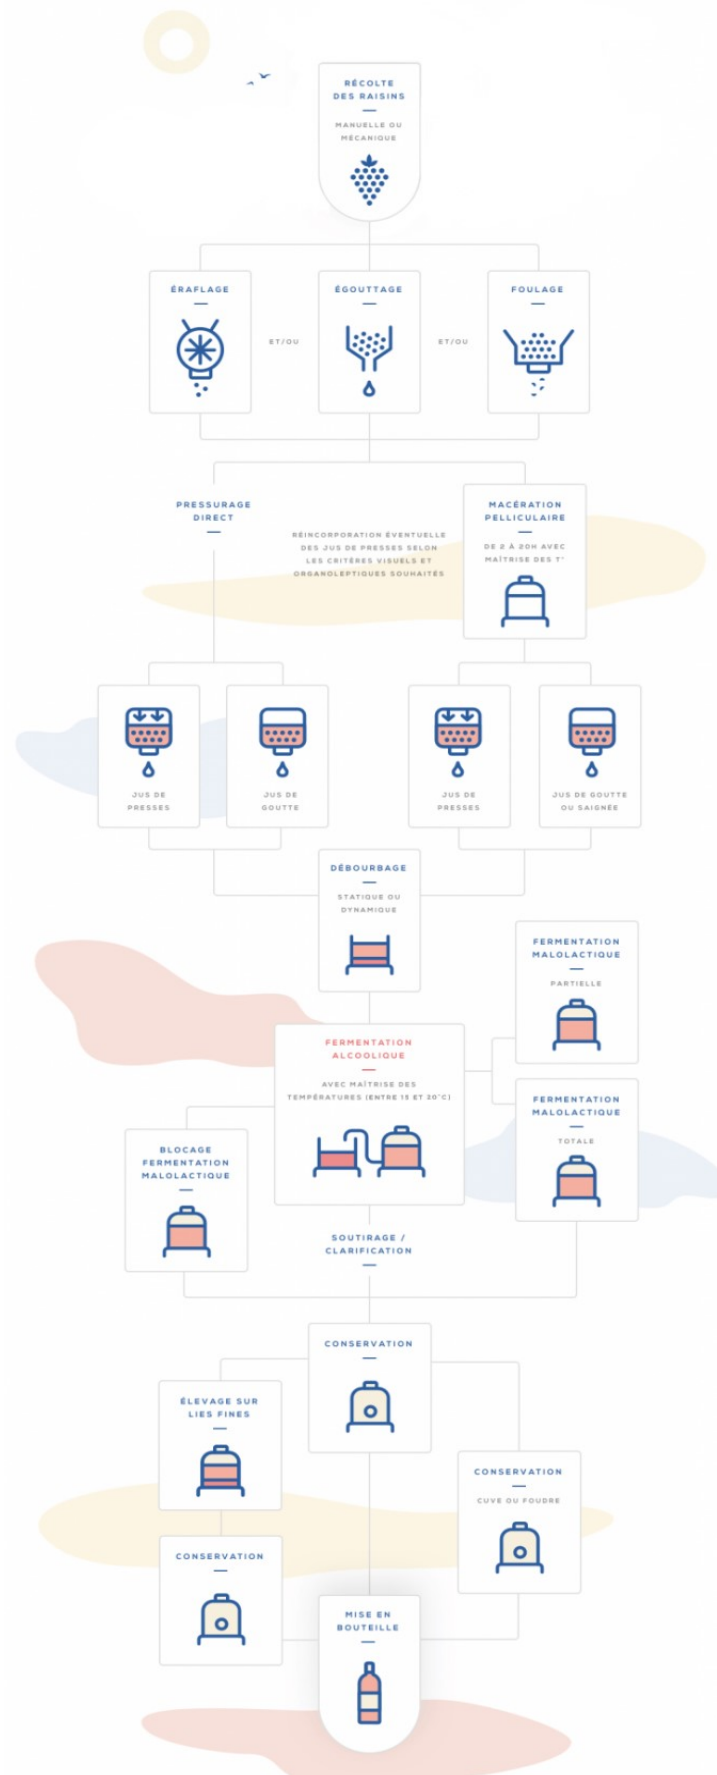 RÉCOLTE
DES RAISINS
MANUELLE OU
MÉCANIQUE
ÉRAFLAGE
ET/OU
ÉGOUTTAGE
ET/OU
FOULAGE
PRESSURAGE
DIRECT
RÉINCORPORATION ÉVENTUELLE
DES JUS DE PRESSES SELON
LES CRITÈRES VISUELS ET
ORGANOLEPTIQUES SOUHAITÉS
MACÉRATION
PELLICULAIRE
DE 2 À 20H AVEC
MAÎTRISE DES T°
JUS DE
PRESSES
JUS DE
GOUTTE
JUS DE
PRESSES
JUS DE GOUTTE
OU SAIGNÉE
DÉBOURBAGE
STATIQUE OU
DYNAMIQUE
FERMENTATION
MALOLACTIQUE
PARTIELLE
FERMENTATION
ALCOOLIQUE
AVEC MAÎTRISE DES
TEMPÉRATURES (ENTRE 15 ET 20°C)
FERMENTATION
MALOLACTIQUE
TOTALE
BLOCAGE
FERMENTATION
MALOLACTIQUE
SOUTIRAGE /
CLARIFICATION
CONSERVATION
ÉLEVAGE SUR
LIES FINES
CONSERVATION
CUVE OU FOUDRE
CONSERVATION
MISE EN
BOUTEILLE